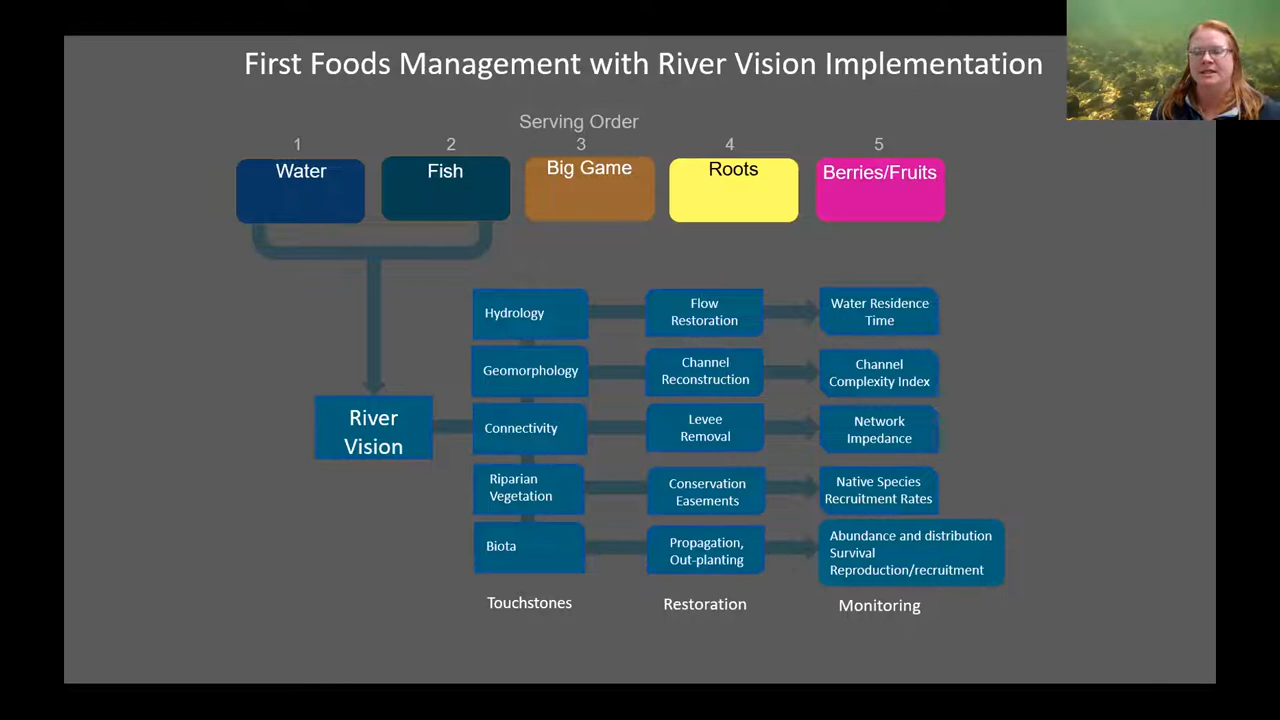 First Foods Management with River Vision Implementation
Serving Order
1
2
3
4
5
Water
Fish
Big Game
Roots
Berries/Fruits
River
Vision
Hydrology
Flow
Restoration
Water Residence
Time
Geomorphology
Channel
Reconstruction
Channel
Complexity Index
Connectivity
Levee
Removal
Network
Impedance
Riparian
Vegetation
Conservation
Easements
Native Species
Recruitment Rates
Biota
Propagation,
Out-planting
Abundance and distribution
Survival
Reproduction/recruitment
Touchstones
Restoration
Monitoring